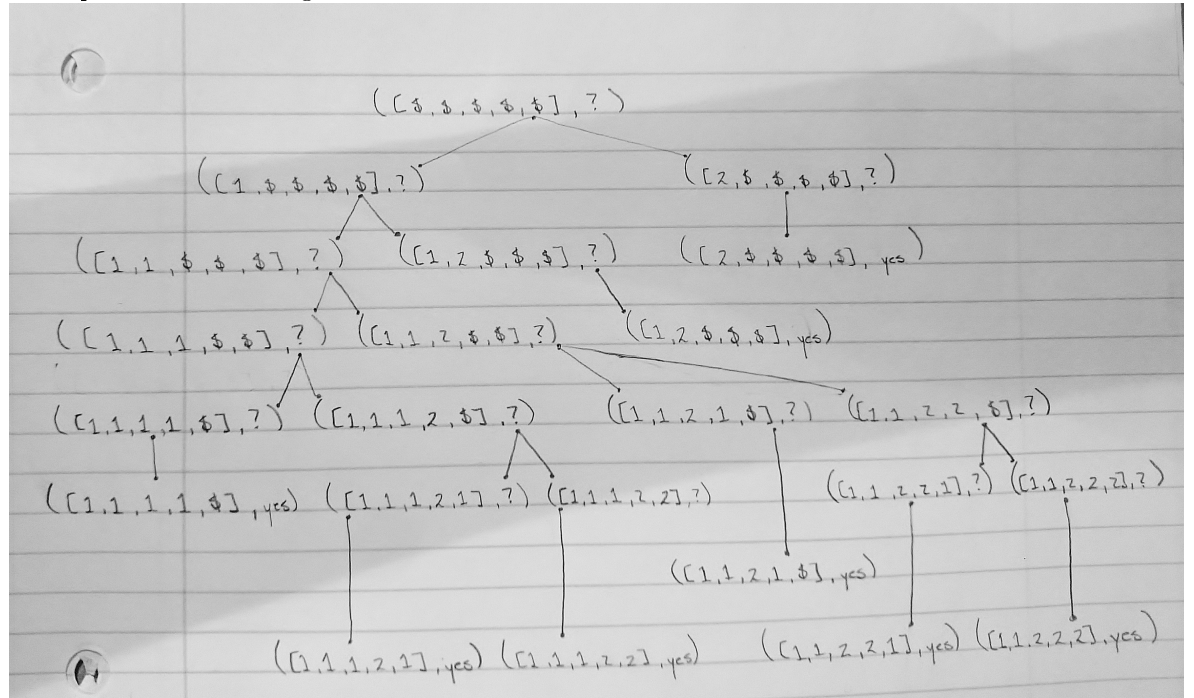 ([$,$,$,$,$],?)
([1,$,$,$,$],?) ([2,$,$,$,$],?)
([1,1,$,$,$],?) ([1,2,$,$,$],?) ([2,$,$,$,$],yes)
([1,1,1,$,$],?) ([1,1,2,$,$],?) ([1,2,$,$,$],yes)
([1,1,1,1,$],?) ([1,1,1,2,$],?) ([1,1,2,1,$],?) ([1,1,2,2,$],?)
([1,1,1,1,$],yes) ([1,1,1,2,1],?) ([1,1,1,2,2],?) ([1,1,2,2,1],?) ([1,1,2,2,2],?)
([1,1,2,1,$],yes)
([1,1,1,2,1],yes) ([1,1,1,2,2],yes) ([1,1,2,2,1],yes) ([1,1,2,2,2],yes)